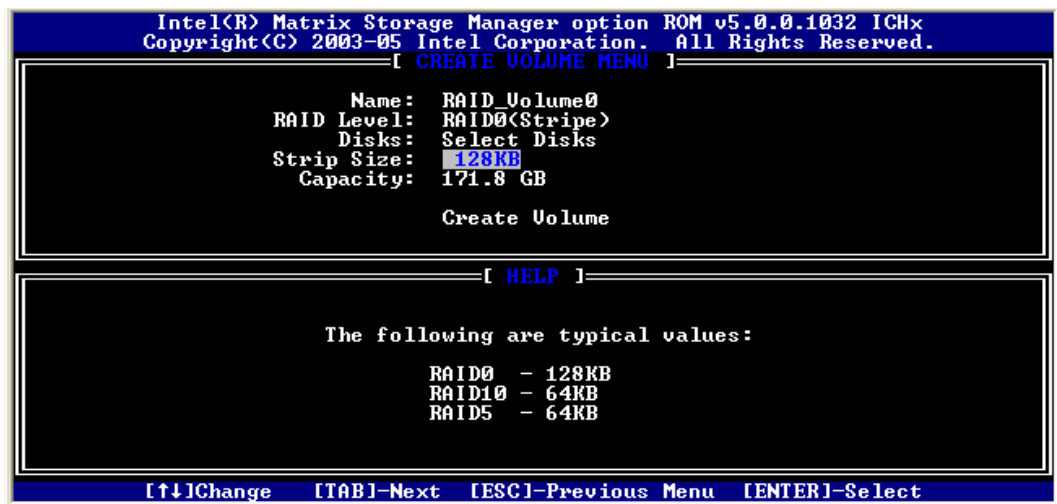 Intel(R) Matrix Storage Manager option ROM v5.0.0.1032 ICHx
Copyright(C) 2003-05 Intel Corporation. All Rights Reserved.
[ CREATE VOLUME MENU ]
Name: RAID_Volume0
RAID Level: RAID0(Stripe)
Disks: Select Disks
Strip Size: 128KB
Capacity: 171.8 GB
Create Volume
[ HELP ]
The following are typical values:
RAID0 - 128KB
RAID10 - 64KB
RAID5 - 64KB
[↑↓]Change [TAB]-Next [ESC]-Previous Menu [ENTER]-Select